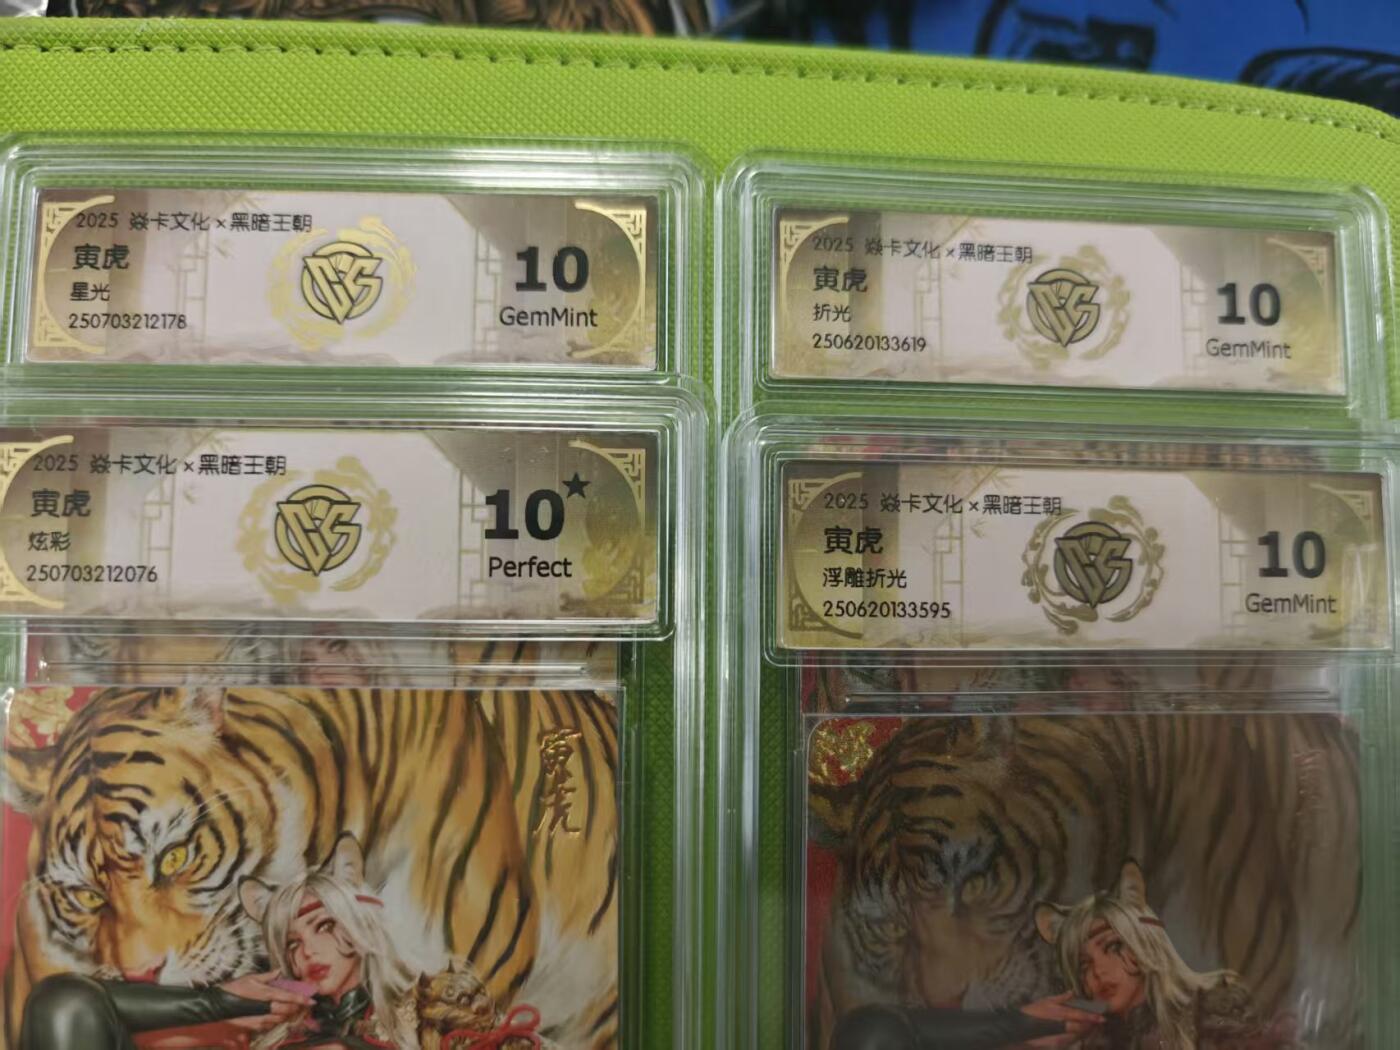 2025 焱卡文化×黑暗王朝
寅虎
星光
250703212178
10
GemMint
2025 焱卡文化×黑暗王朝
寅虎
折光
250620133619
10
GemMint
2025 焱卡文化×黑暗王朝
寅虎
炫彩
250703212076
10★
Perfect
2025 焱卡文化×黑暗王朝
寅虎
浮雕折光
250620133595
10
GemMint
寅虎